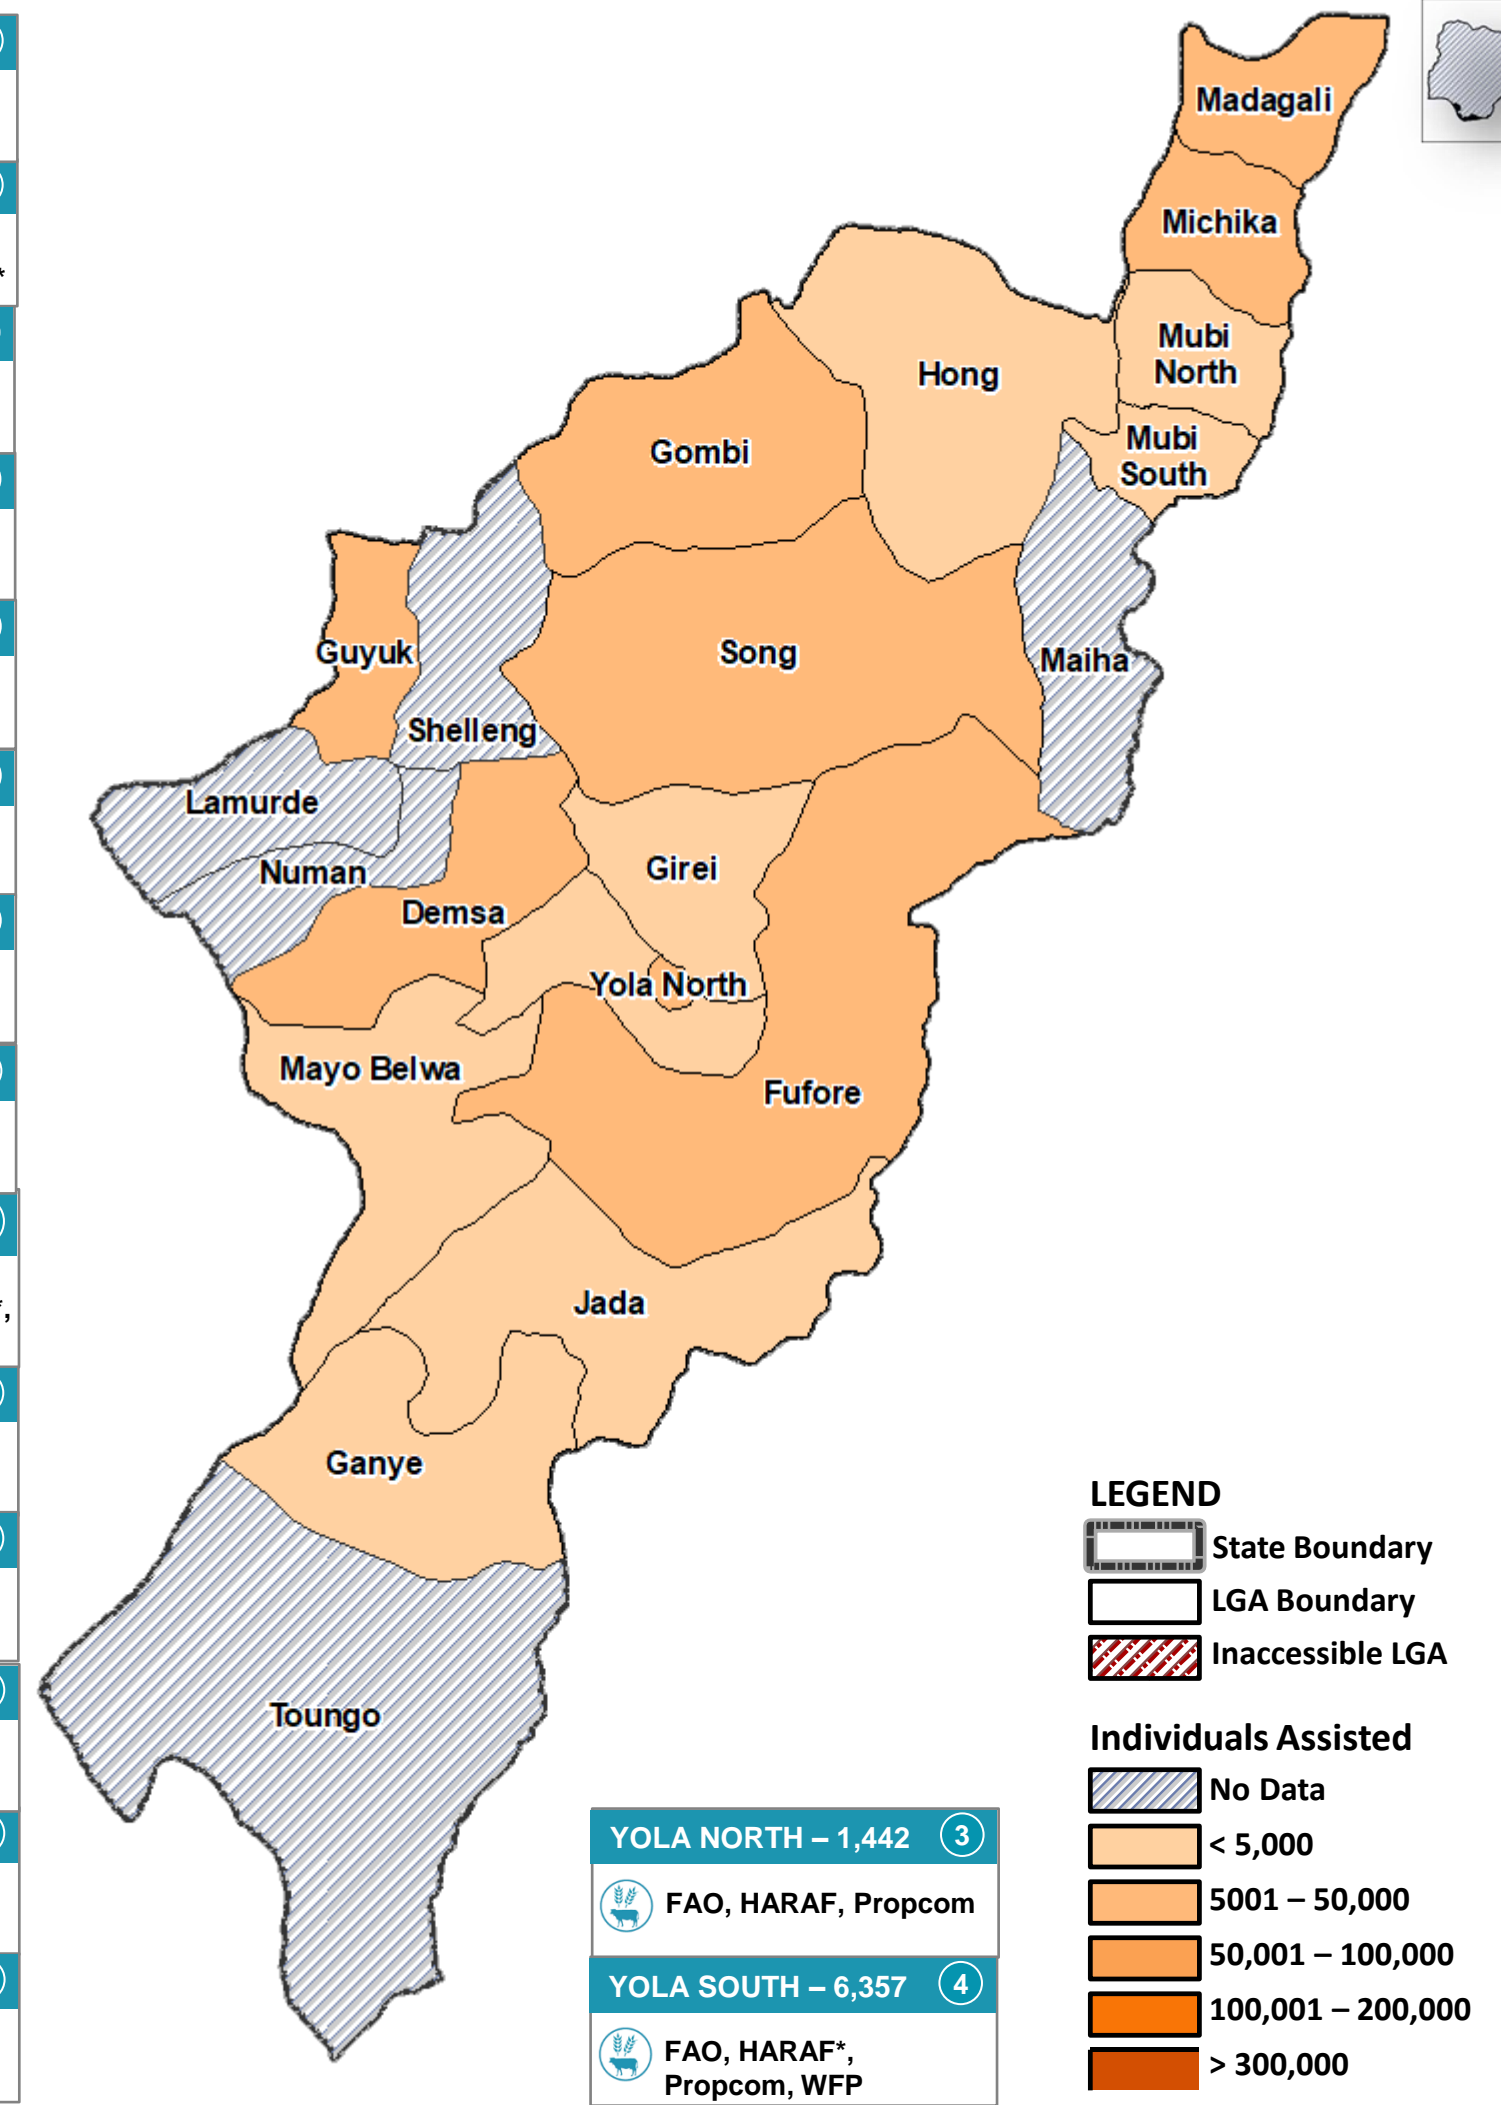 Madagali
Michika
Mubi
North
Hong
Mubi
South
Gombi
Guyuk
Song
Maiha
Shelleng
Lamurde
Numan
Girei
Demsa
Yola North
Mayo Belwa
Fufore
Jada
Ganye
Toungo
*
*,
YOLA NORTH – 1,442 3
FAO, HARAF, Propcom
YOLA SOUTH – 6,357 4
FAO, HARAF*,
Propcom, WFP
LEGEND
State Boundary
LGA Boundary
Inaccessible LGA
Individuals Assisted
No Data
< 5,000
5001 – 50,000
50,001 – 100,000
100,001 – 200,000
> 300,000